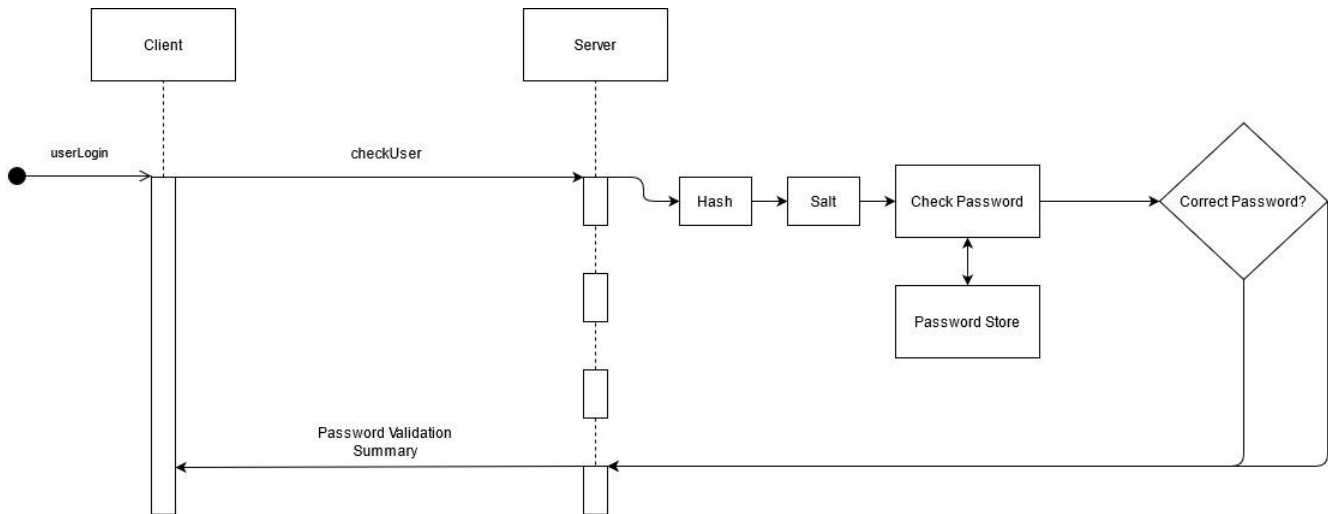 Client
Server
userLogin
checkUser
Hash
Salt
Check Password
Correct Password?
Password Store
Password Validation
Summary